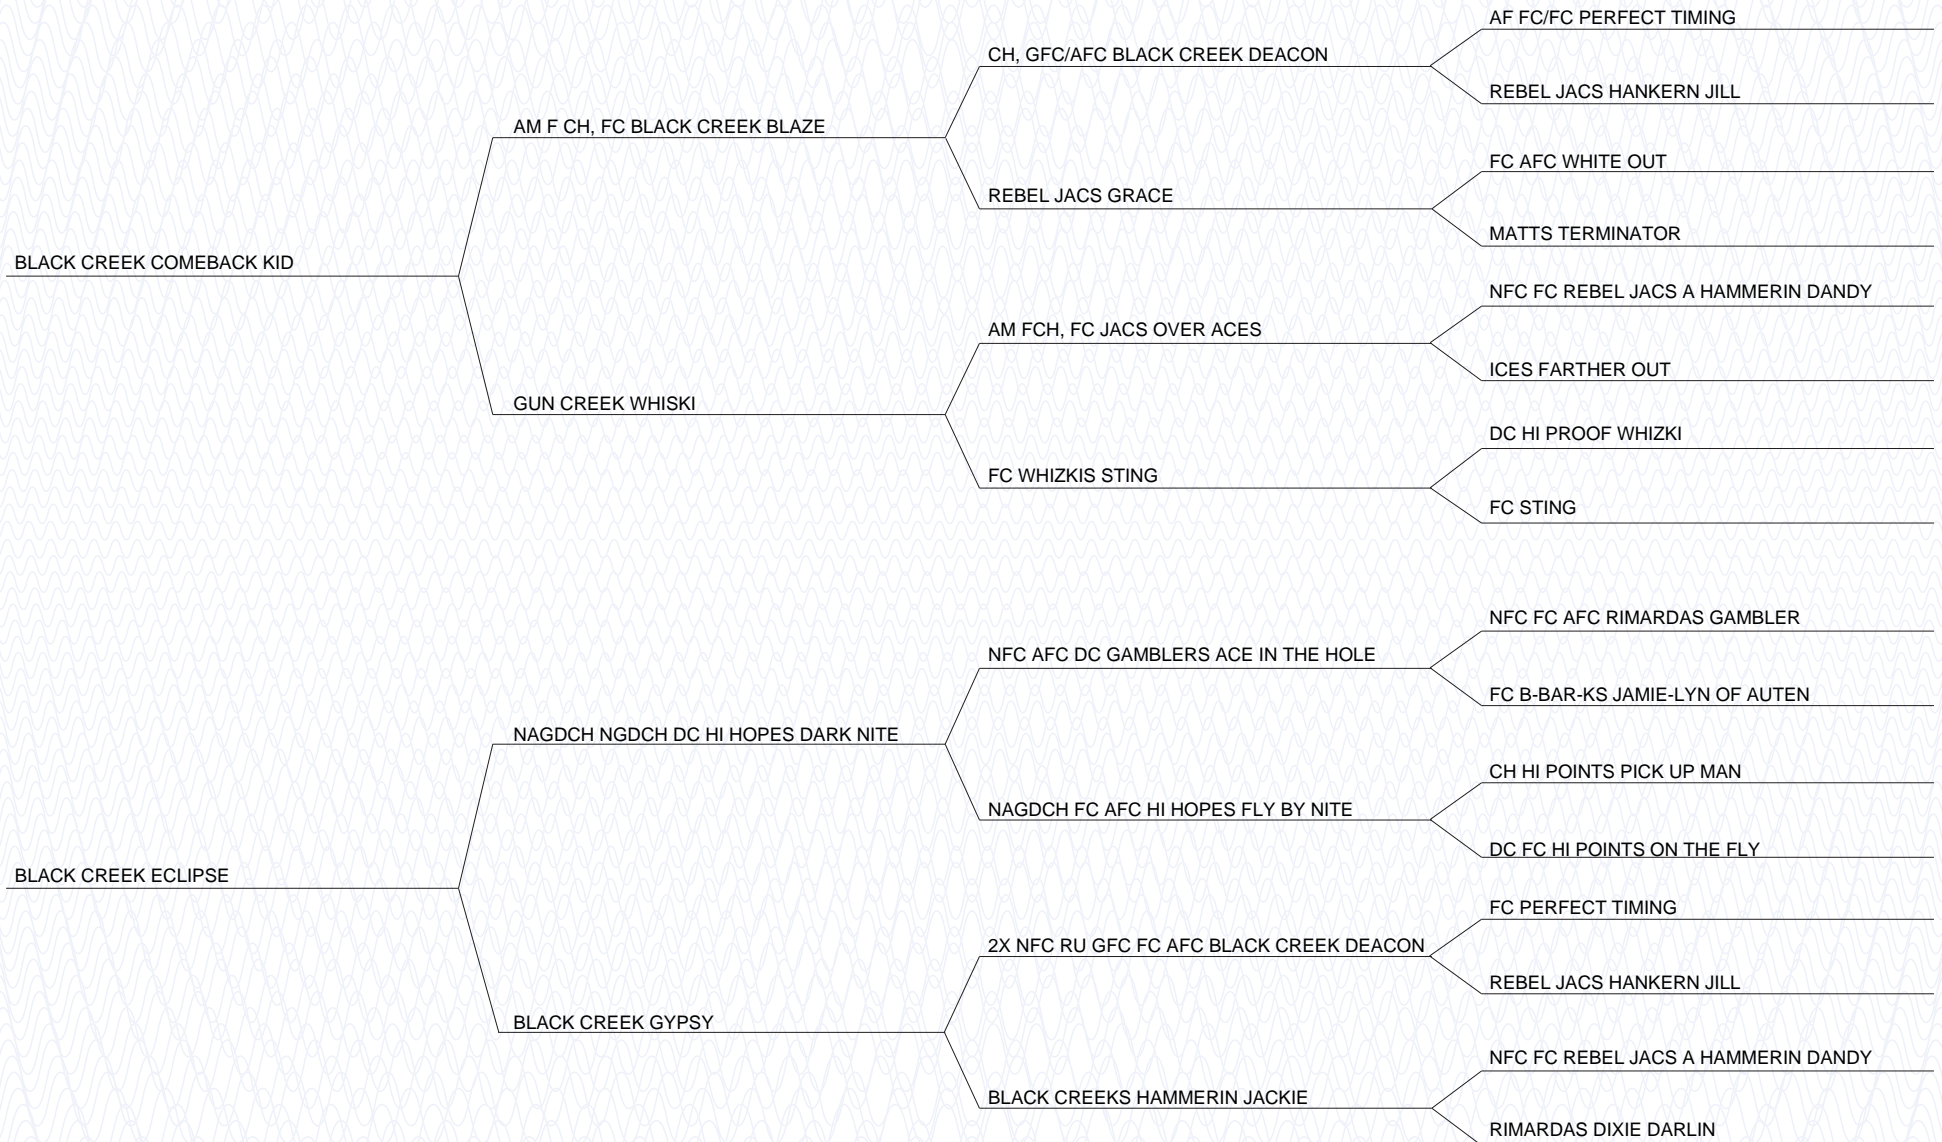 AF FC/FC PERFECT TIMING
CH, GFC/AFC BLACK CREEK DEACON
REBEL JACS HANKERN JILL
AM F CH, FC BLACK CREEK BLAZE
FC AFC WHITE OUT
REBEL JACS GRACE
MATTS TERMINATOR
BLACK CREEK COMEBACK KID
NFC FC REBEL JACS A HAMMERIN DANDY
AM FCH, FC JACS OVER ACES
ICES FARTHER OUT
GUN CREEK WHISKI
DC HI PROOF WHIZKI
FC WHIZKIS STING
FC STING
NFC FC AFC RIMARDAS GAMBLER
NFC AFC DC GAMBLERS ACE IN THE HOLE
FC B-BAR-KS JAMIE-LYN OF AUTEN
NAGDCH NGDCH DC HI HOPES DARK NITE
CH HI POINTS PICK UP MAN
NAGDCH FC AFC HI HOPES FLY BY NITE
DC FC HI POINTS ON THE FLY
BLACK CREEK ECLIPSE
FC PERFECT TIMING
2X NFC RU GFC FC AFC BLACK CREEK DEACON
REBEL JACS HANKERN JILL
BLACK CREEK GYPSY
NFC FC REBEL JACS A HAMMERIN DANDY
BLACK CREEKS HAMMERIN JACKIE
RIMARDAS DIXIE DARLIN